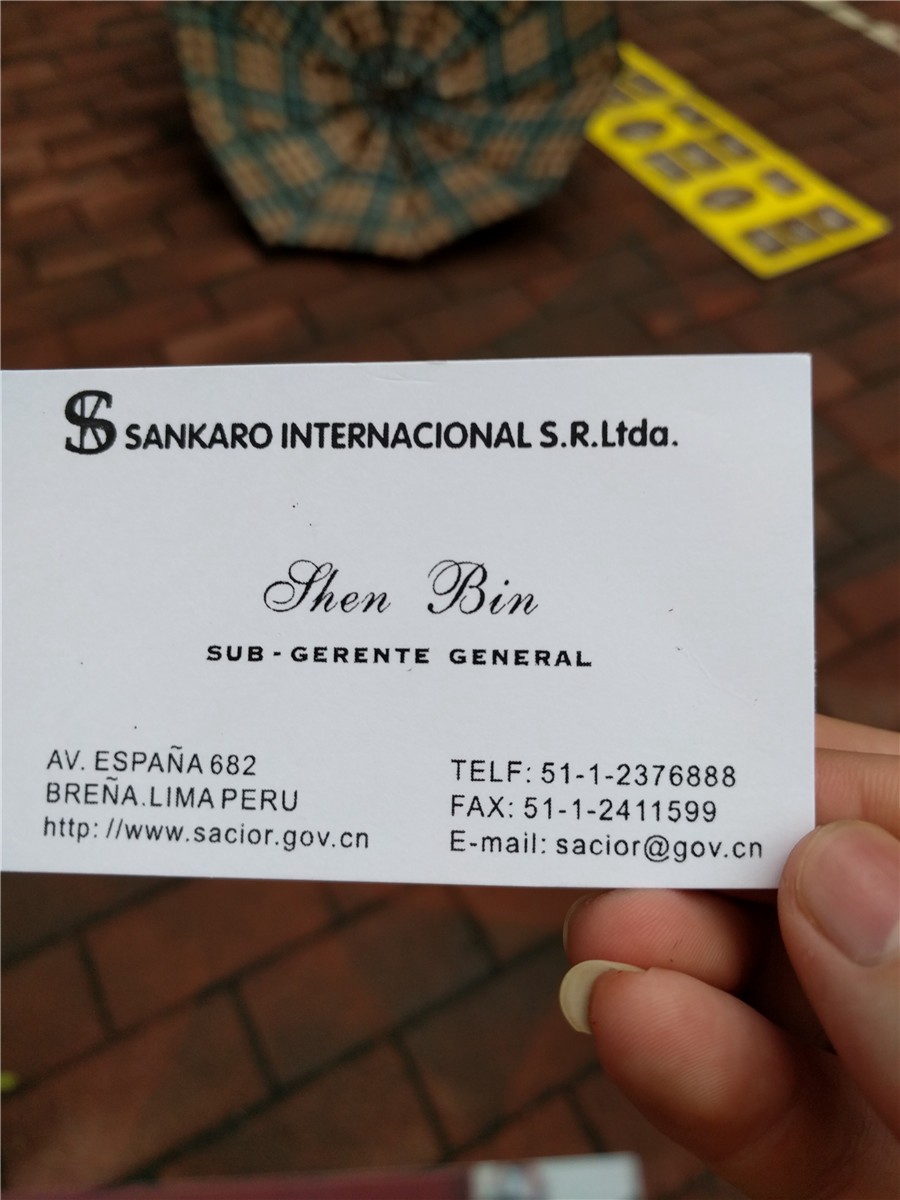 SK SANKARO INTERNACIONAL S.R.Ltda.
Shen Bin
SUB-GERENTE GENERAL
AV. ESPAÑA 682
BREÑA.LIMA PERU
http://www.sacior.gov.cn
TELF: 51-1-2376888
FAX: 51-1-2411599
E-mail: sacior@gov.cn